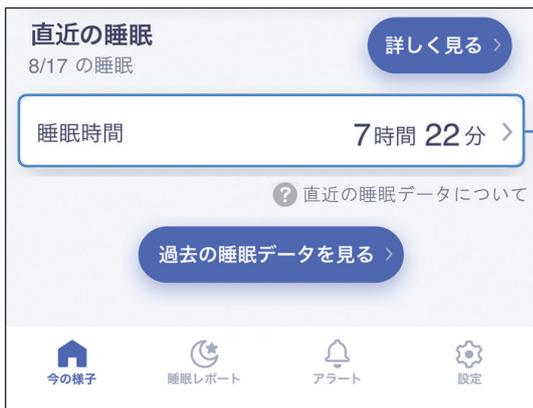 直近の睡眠
詳しく見る
8/17 の睡眠
睡眠時間
7時間 22分
? 直近の睡眠データについて
過去の睡眠データを見る
今の様子
睡眠レポート
アラート
設定